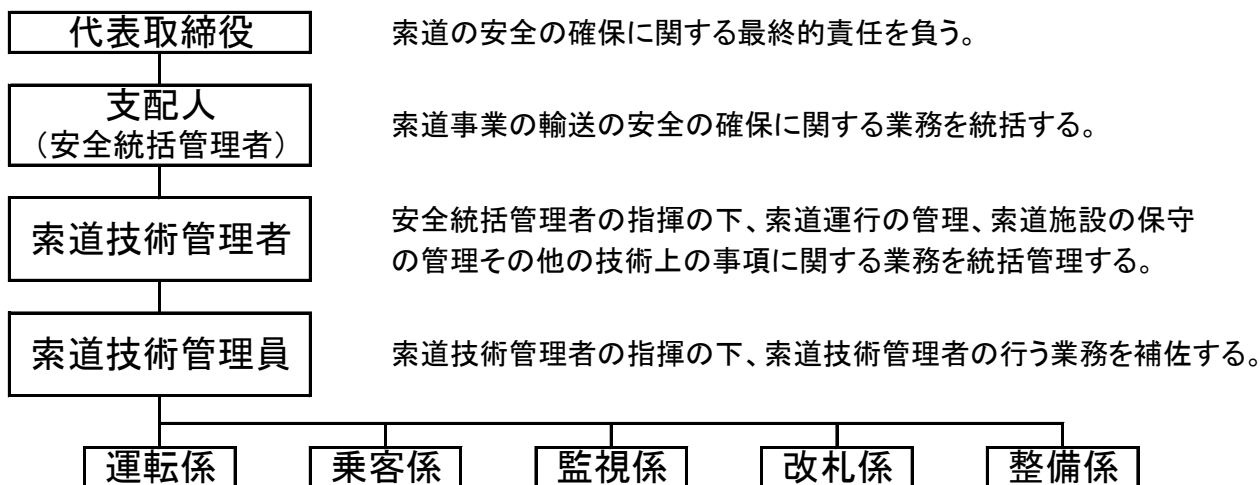 代表取締役
索道の安全の確保に関する最終的責任を負う。
支配人
（安全統括管理者）
索道事業の輸送の安全の確保に関する業務を統括する。
索道技術管理者
安全統括管理者の指揮の下、索道運行の管理、索道施設の保守
の管理その他の技術上の事項に関する業務を統括管理する。
索道技術管理員
索道技術管理者の指揮の下、索道技術管理者の行う業務を補佐する。
運転係
乗客係
監視係
改札係
整備係